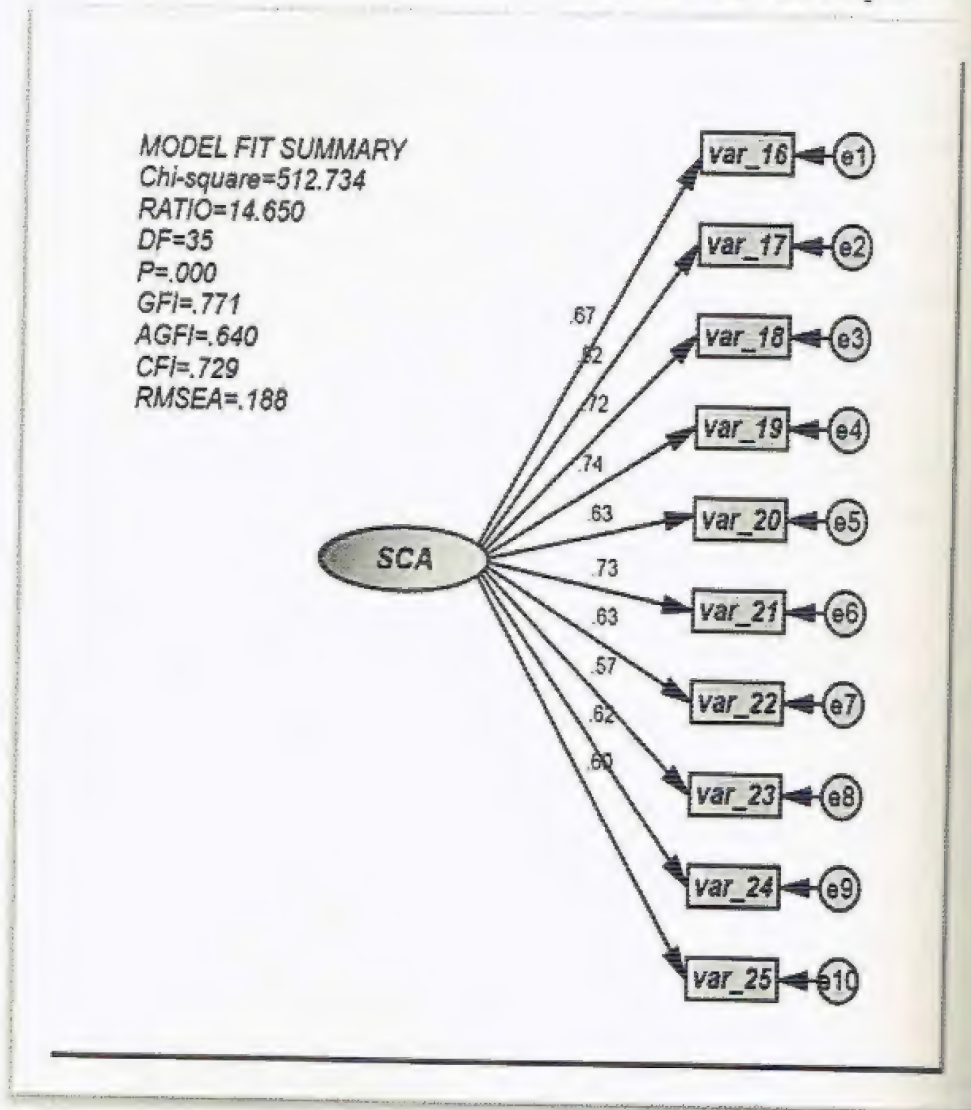 MODEL FIT SUMMARY
Chi-square=512.734
RATIO=14.650
DF=35
P=.000
GFI=.771
AGFI=.640
CFI=.729
RMSEA=.188
SCA
.67
.72
.74
.63
.73
.63
.57
.62
var_16 e1
var_17 e2
var_18 e3
var_19 e4
var_20 e5
var_21 e6
var_22 e7
var_23 e8
var_24 e9
var_25 e10